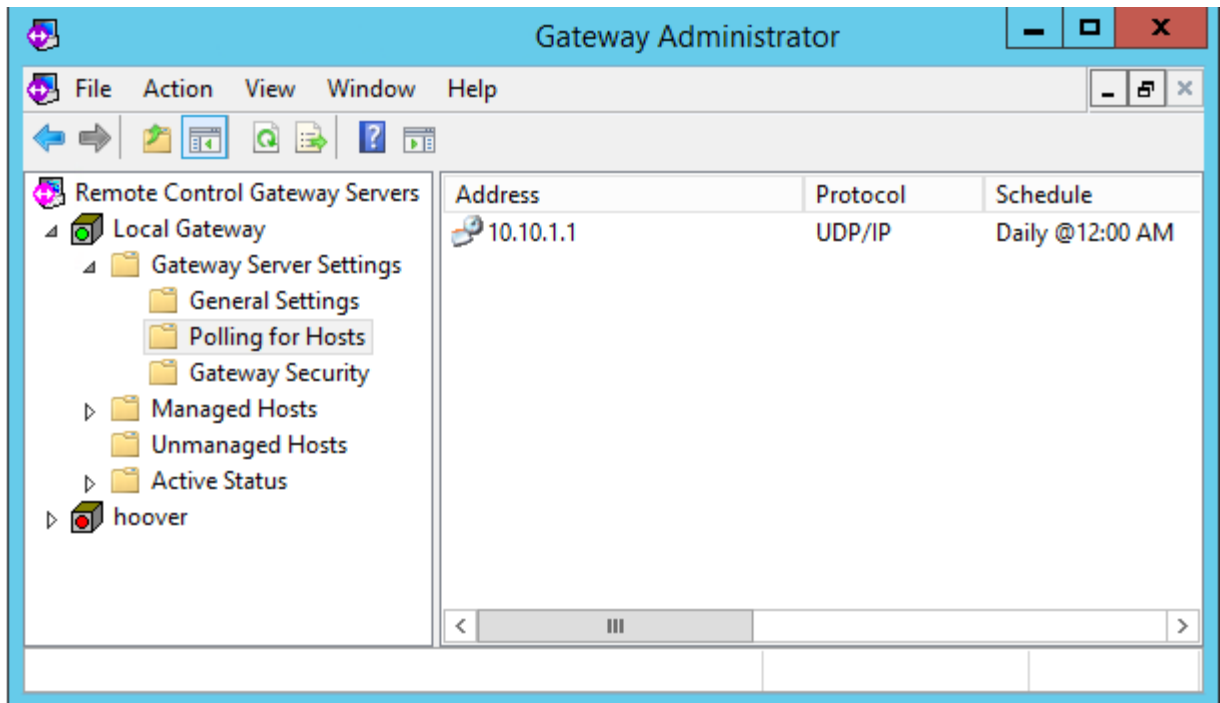 Gateway Administrator
File Action View Window Help
Remote Control Gateway Servers
Address Protocol Schedule
Local Gateway
10.10.1.1 UDP/IP Daily @12:00 AM
Gateway Server Settings
General Settings
Polling for Hosts
Gateway Security
Managed Hosts
Unmanaged Hosts
Active Status
hoover